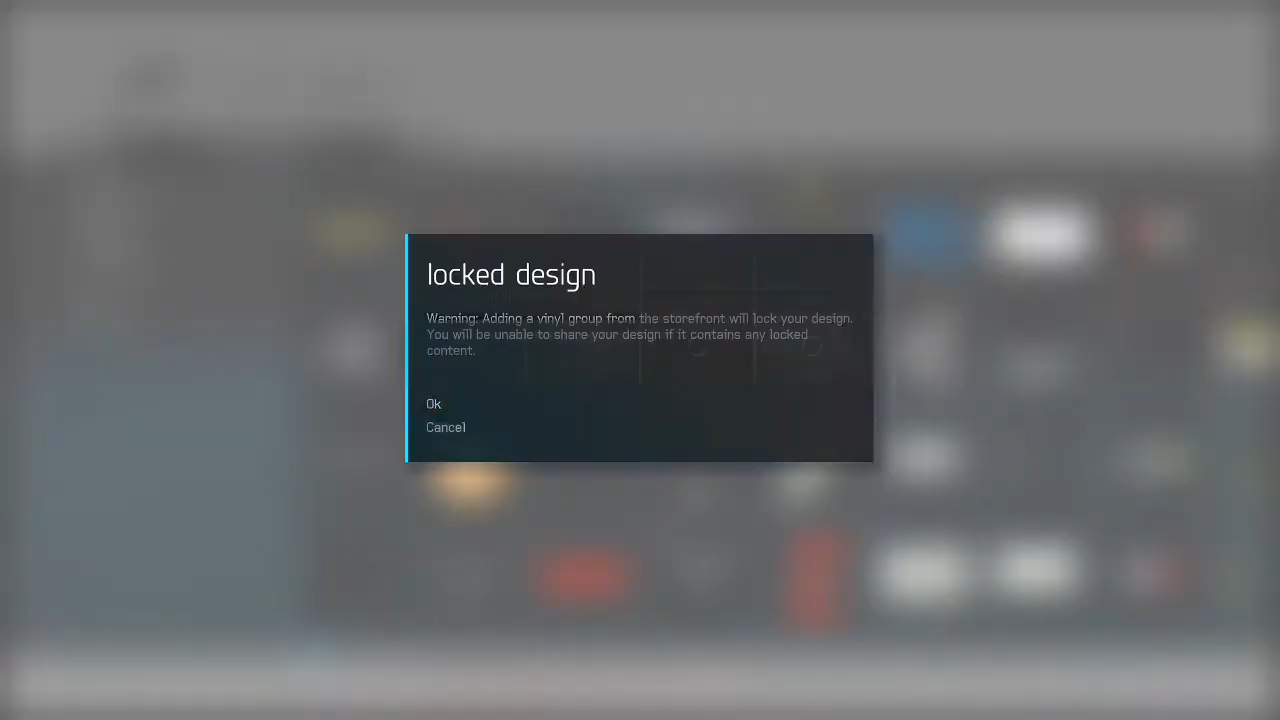 locked design
Warning: Adding a vinyl group from the storefront will lock your design.
You will be unable to share your design if it contains any locked
content.
Ok
Cancel